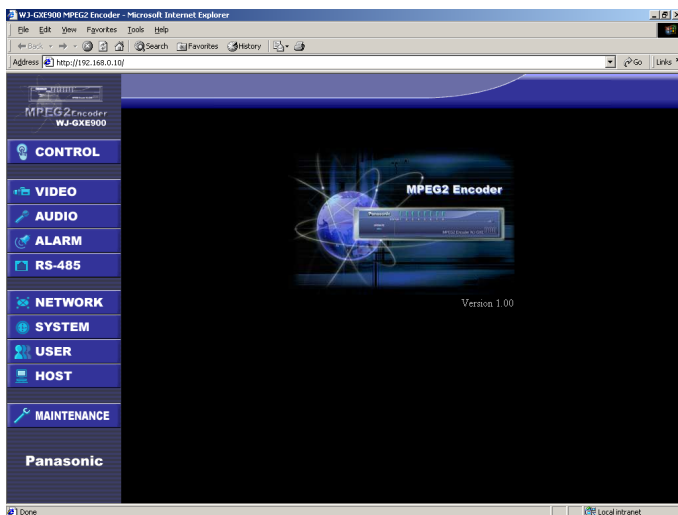 WJ-GXE900 MPEG2 Encoder - Microsoft Internet Explorer
File Edit View Favorites Tools Help
Back Search Favorites History
Address http://192.168.0.10/ Go Links
MPEG2Encoder
WJ-GXE900
CONTROL
VIDEO
AUDIO
ALARM
RS-485
NETWORK
SYSTEM
USER
HOST
MAINTENANCE
Panasonic
MPEG2 Encoder
Panasonic
Version 1.00
Done Local intranet